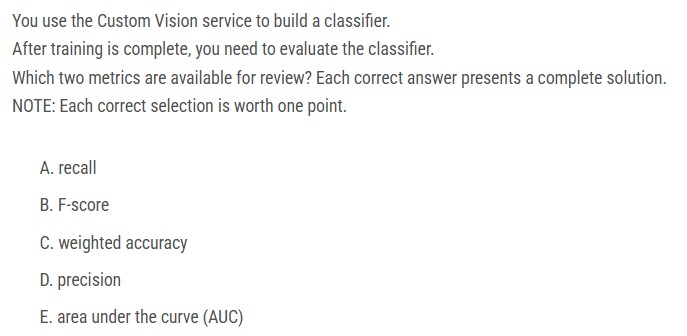 You use the Custom Vision service to build a classifier.
After training is complete, you need to evaluate the classifier.
Which two metrics are available for review? Each correct answer presents a complete solution.
NOTE: Each correct selection is worth one point.
A. recall
B. F-score
C. weighted accuracy
D. precision
E. area under the curve (AUC)